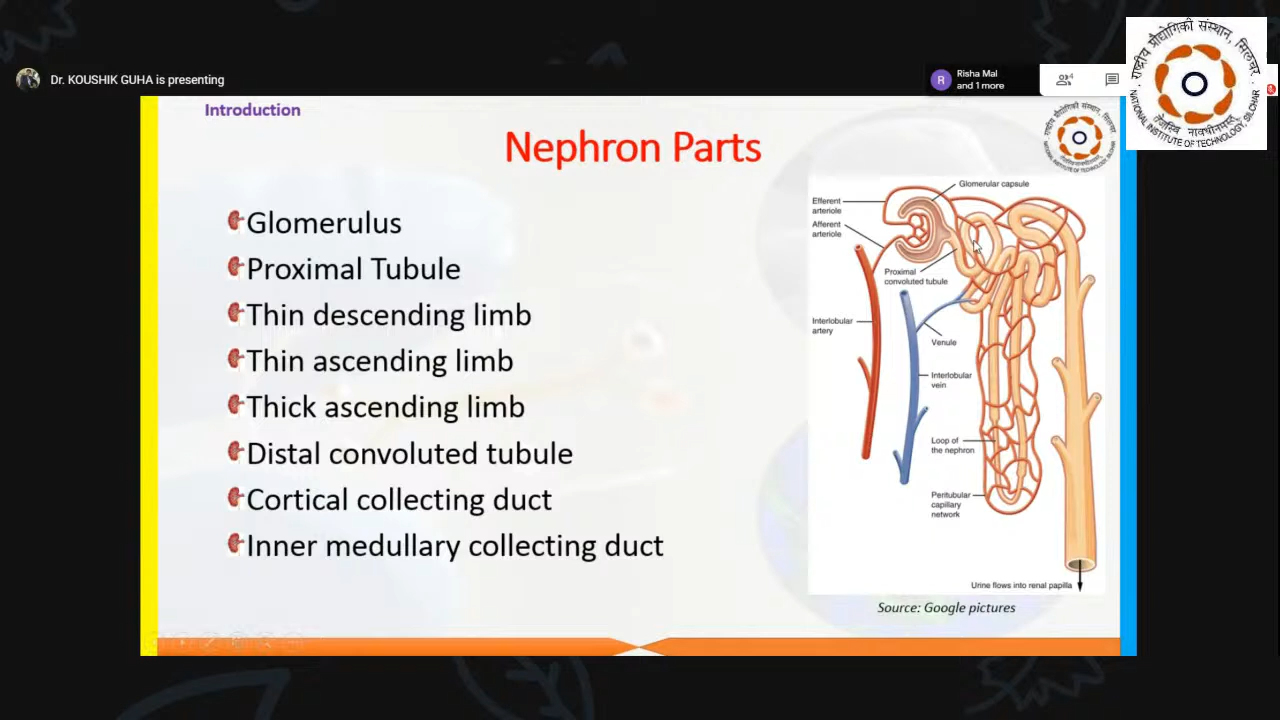 Dr. KOUSHIK GUHA is presenting
R
Risha Mal
and 1 more
4
राष्ट्रीय प्रौद्योगिकी संस्थान, सिलचर
NATIONAL INSTITUTE OF TECHNOLOGY, SILCHAR
Introduction
Nephron Parts
Glomerulus
Proximal Tubule
Thin descending limb
Thin ascending limb
Thick ascending limb
Distal convoluted tubule
Cortical collecting duct
Inner medullary collecting duct
Glomerular capsule
Efferent
arteriole
Afferent
arteriole
Proximal
convoluted tubule
Interlobular
artery
Venule
Interlobular
vein
Loop of
the nephron
Peritubular
capillary
network
Urine flows into renal papilla
Source: Google pictures